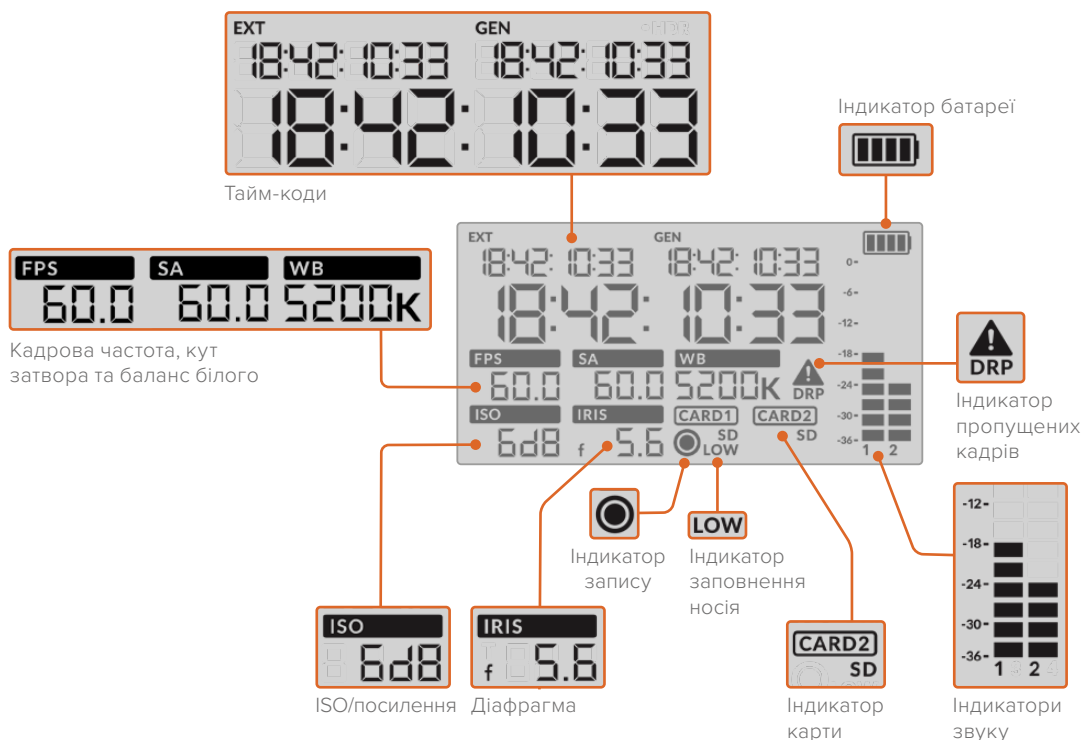 EXT GEN
18:42: 10:33 18:42: 10:33
18:42: 10:33
Тайм-коди
Індикатор батареї
FPS SA WB
60.0 60.0 5200K
Кадрова частота, кут
затвора та баланс білого
EXT GEN
18:42: 10:33 18:42: 10:33
18:42: 10:33
FPS SA WB
60.0 60.0 5200K
DRP
ISO IRIS CARD1 CARD2
6dB f 5.6 SD SD
LOW
0-
-6-
-12-
-18-
-24-
-30-
-36-
1 2
DRP
Індикатор
пропущених
кадрів
Індикатор
запису
LOW
Індикатор
заповнення
носія
ISO
6dB
ISO/посилення
IRIS
f 5.6
Діафрагма
CARD2
SD
Індикатор
карти
-12-
-18-
-24-
-30-
-36-
1 2
Індикатори
звуку